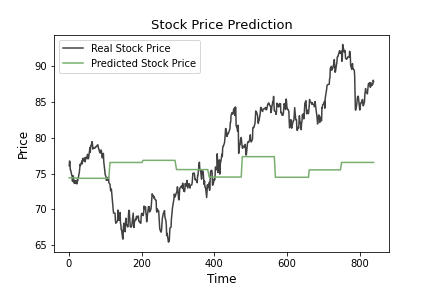 Stock Price Prediction
Real Stock Price
Predicted Stock Price
Price
90
85
80
75
70
65
0 200 400 600 800
Time